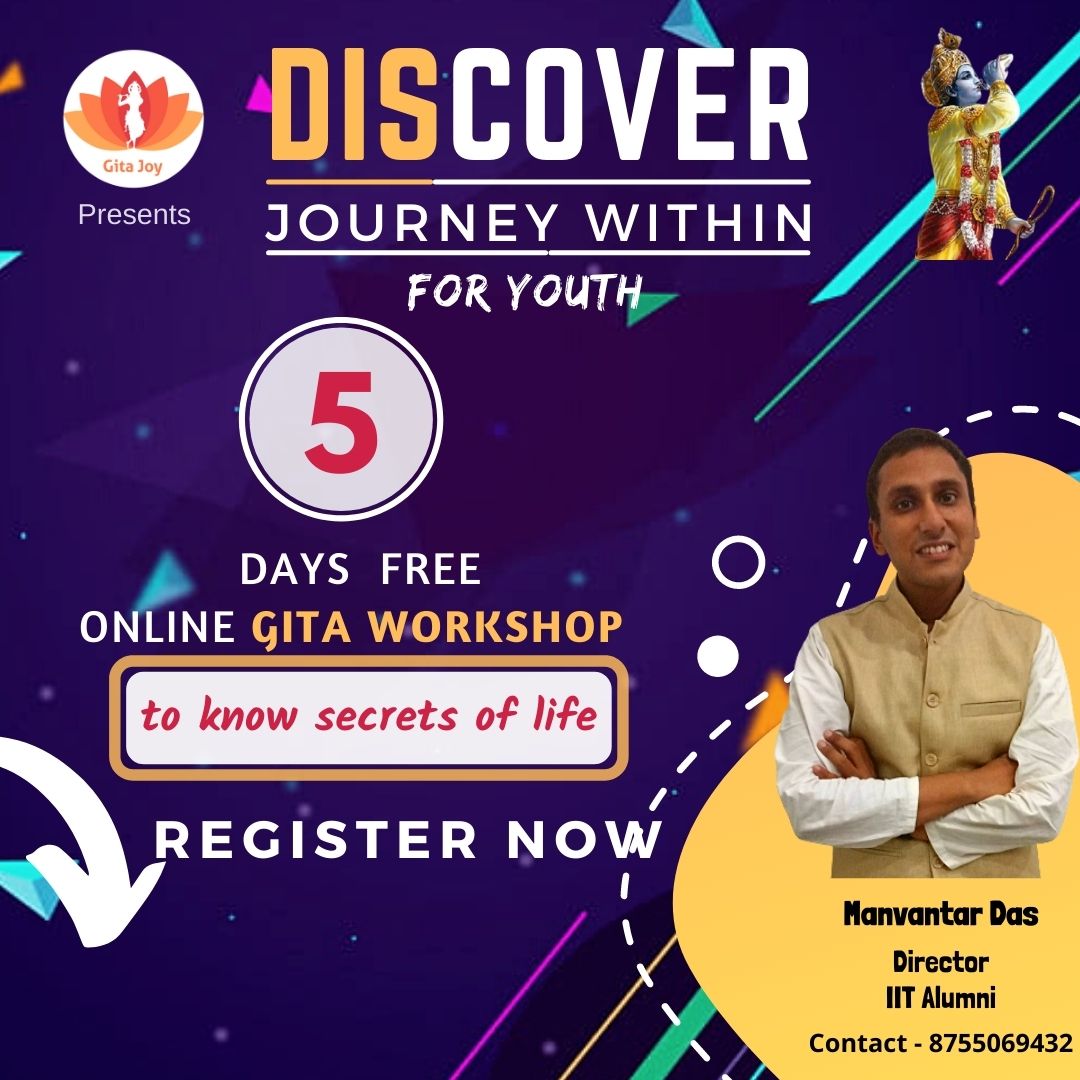 Gita Joy
Presents
DISCOVER
JOURNEY WITHIN
FOR YOUTH
5
DAYS FREE
ONLINE GITA WORKSHOP
to know secrets of life
REGISTER NOW
Manvantar Das
Director
IIT Alumni
Contact - 8755069432